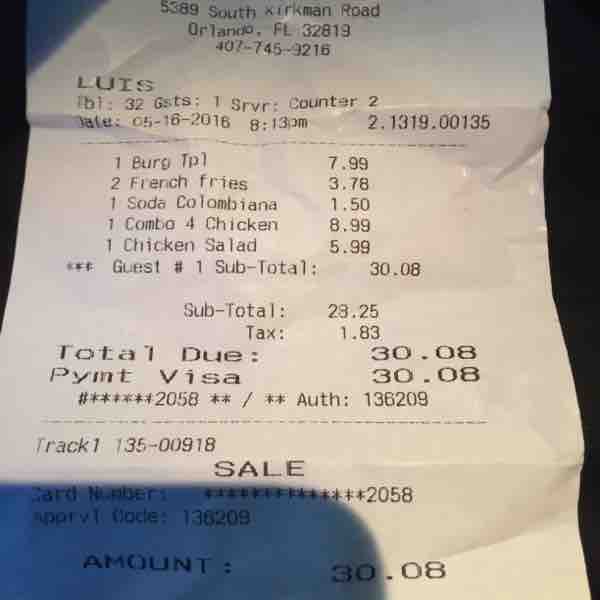 5389 South Kirkman Road
Orlando, FL 32819
407-745-9216
LUIS
Tbl: 32 Gsts: 1 Srvr: Counter 2
Date: 05-16-2016 8:13pm 2.1319.00135
1 Burg Tpl 7.99
2 French fries 3.78
1 Soda Colombiana 1.50
1 Combo 4 Chicken 8.99
1 Chicken Salad 5.99
*** Guest # 1 Sub-Total: 30.08
Sub-Total: 28.25
Tax: 1.83
Total Due: 30.08
Pymt Visa 30.08
#******2058 ** / ** Auth: 136209
Track1 135-00918
SALE
Card Number: **************2058
Apprvl Code: 136209
AMOUNT: 30.08